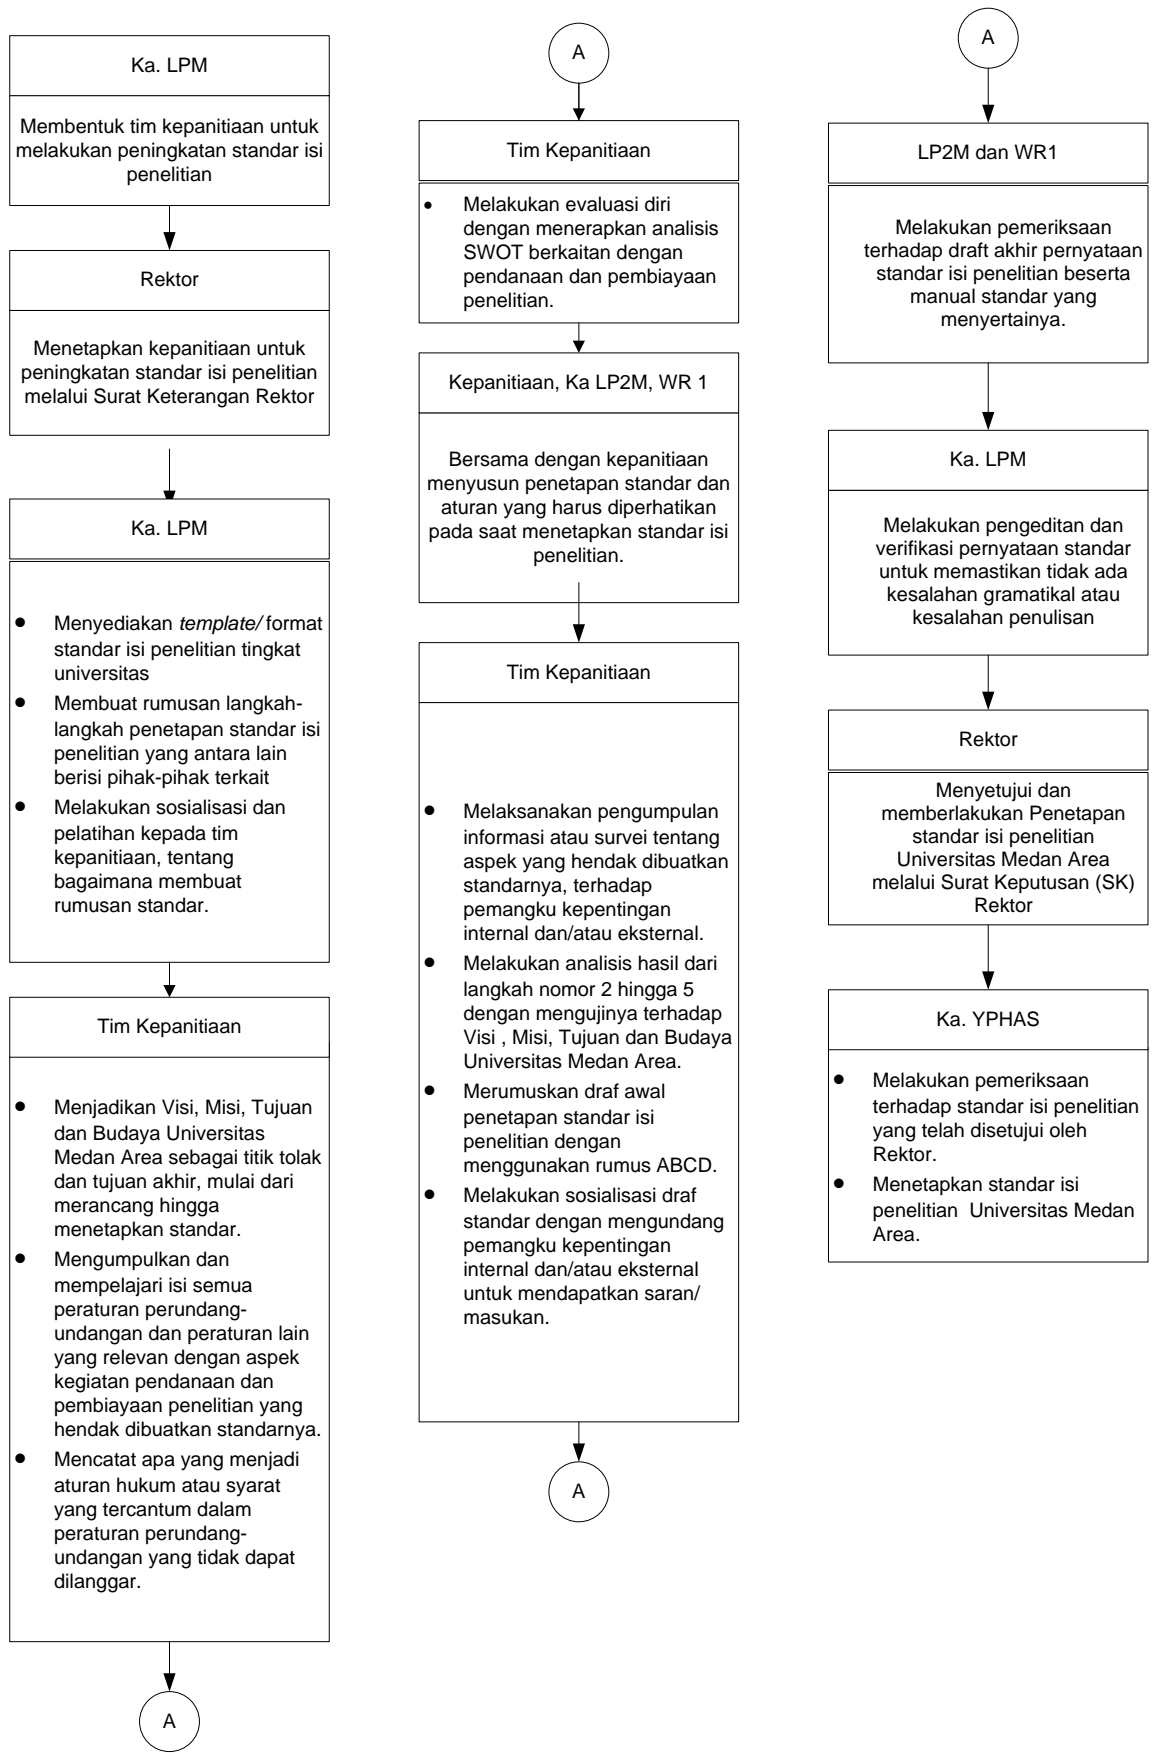 Ka. LPM
Membentuk tim kepanitiaan untuk
melakukan peningkatan standar isi
penelitian
Rektor
Menetapkan kepanitiaan untuk
peningkatan standar isi penelitian
melalui Surat Keterangan Rektor
Ka. LPM
• Menyediakan template/ format
standar isi penelitian tingkat
universitas
• Membuat rumusan langkah-
langkah penetapan standar isi
penelitian yang antara lain
berisi pihak-pihak terkait
• Melakukan sosialisasi dan
pelatihan kepada tim
kepanitiaan, tentang
bagaimana membuat
rumusan standar.
Tim Kepanitiaan
• Menjadikan Visi, Misi, Tujuan
dan Budaya Universitas
Medan Area sebagai titik tolak
dan tujuan akhir, mulai dari
merancang hingga
menetapkan standar.
• Mengumpulkan dan
mempelajari isi semua
peraturan perundang-
undangan dan peraturan lain
yang relevan dengan aspek
kegiatan pendanaan dan
pembiayaan penelitian yang
hendak dibuatkan standarnya.
• Mencatat apa yang menjadi
aturan hukum atau syarat
yang tercantum dalam
peraturan perundang-
undangan yang tidak dapat
dilanggar.
A
A
Tim Kepanitiaan
• Melakukan evaluasi diri
dengan menerapkan analisis
SWOT berkaitan dengan
pendanaan dan pembiayaan
penelitian.
Kepanitiaan, Ka LP2M, WR 1
Bersama dengan kepanitiaan
menyusun penetapan standar dan
aturan yang harus diperhatikan
pada saat menetapkan standar isi
penelitian.
Tim Kepanitiaan
• Melaksanakan pengumpulan
informasi atau survei tentang
aspek yang hendak dibuatkan
standarnya, terhadap
pemangku kepentingan
internal dan/atau eksternal.
• Melakukan analisis hasil dari
langkah nomor 2 hingga 5
dengan mengujinya terhadap
Visi , Misi, Tujuan dan Budaya
Universitas Medan Area.
• Merumuskan draf awal
penetapan standar isi
penelitian dengan
menggunakan rumus ABCD.
• Melakukan sosialisasi draf
standar dengan mengundang
pemangku kepentingan
internal dan/atau eksternal
untuk mendapatkan saran/
masukan.
A
A
LP2M dan WR1
Melakukan pemeriksaan
terhadap draft akhir pernyataan
standar isi penelitian beserta
manual standar yang
menyertainya.
Ka. LPM
Melakukan pengeditan dan
verifikasi pernyataan standar
untuk memastikan tidak ada
kesalahan gramatikal atau
kesalahan penulisan
Rektor
Menyetujui dan
memberlakukan Penetapan
standar isi penelitian
Universitas Medan Area
melalui Surat Keputusan (SK)
Rektor
Ka. YPHAS
• Melakukan pemeriksaan
terhadap standar isi penelitian
yang telah disetujui oleh
Rektor.
• Menetapkan standar isi
penelitian Universitas Medan
Area.